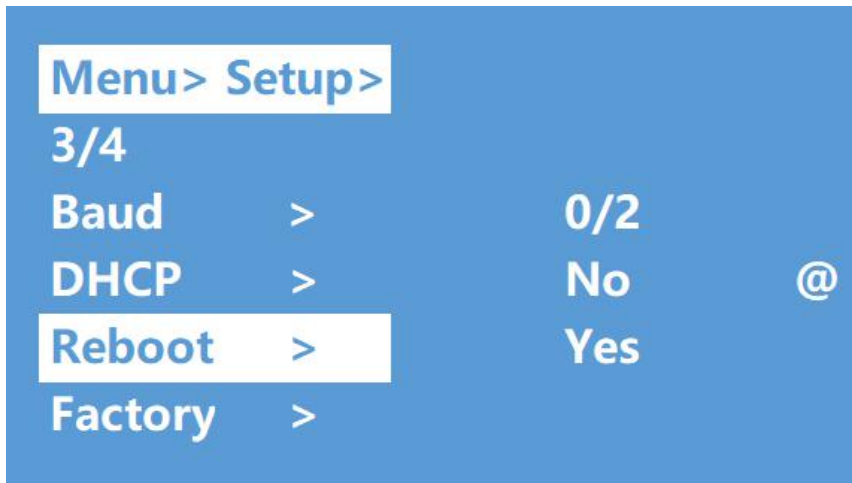 Menu> Setup>
3/4
Baud > 0/2
DHCP > No @
Reboot > Yes
Factory >